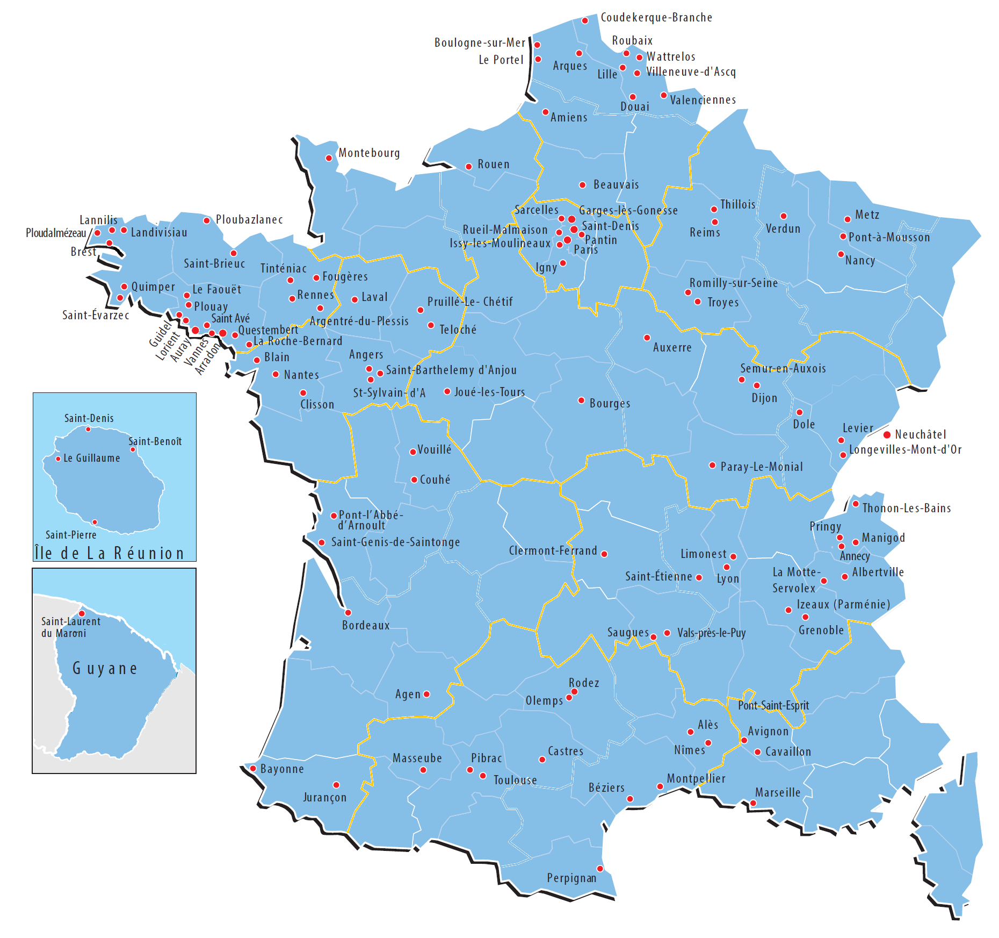 Coudekerque-Branche
Boulogne-sur-Mer
Roubaix
Le Portel
Wattrelos
Arques
Lille
Villeneuve-d'Ascq
Douai
Valenciennes
Amiens
Montebourg
Rouen
Beauvais
Sarcelles
Garges-lès-Gonesse
Thillois
Metz
Lannilis
Ploubazlanec
Rueil-Malmaison
Saint-Denis
Reims
Verdun
Ploudalmézeau
Landivisiau
Issy-les-Moulineaux
Pantin
Pont-à-Mousson
Brest
Paris
Nancy
Saint-Brieuc
Tinténiac
Igny
Fougères
Romilly-sur-Seine
Quimper
Le Faouët
Rennes
Laval
Pruillé-Le- Chétif
Troyes
Plouay
Saint-Évarzec
Saint Avé
Argentré-du-Plessis
Teloché
Guidel
Lorient
Auray
Vannes
Arradon
Questembert
La Roche-Bernard
Auxerre
Blain
Angers
Nantes
Saint-Barthelemy d'Anjou
Semur-en-Auxois
St-Sylvain-d'A
Joué-les-Tours
Clisson
Bourges
Dijon
Dole
Levier
Neuchâtel
Longevilles-Mont-d'Or
Vouillé
Paray-Le-Monial
Couhé
Pont-l’Abbé-
d’Arnoult
Thonon-Les-Bains
Pringy
Manigod
Saint-Genis-de-Saintonge
Clermont-Ferrand
Limonest
Annecy
Saint-Étienne
Lyon
La Motte-
Servolex
Albertville
Izeaux (Parménie)
Bordeaux
Saugues
Vals-près-le-Puy
Grenoble
Agen
Rodez
Olemps
Pont-Saint-Esprit
Alès
Avignon
Nîmes
Cavaillon
Masseube
Pibrac
Castres
Bayonne
Toulouse
Jurançon
Béziers
Montpellier
Marseille
Perpignan
Saint-Denis
Saint-Benoît
Le Guillaume
Saint-Pierre
Île de La Réunion
Saint-Laurent
du Maroni
Guyane